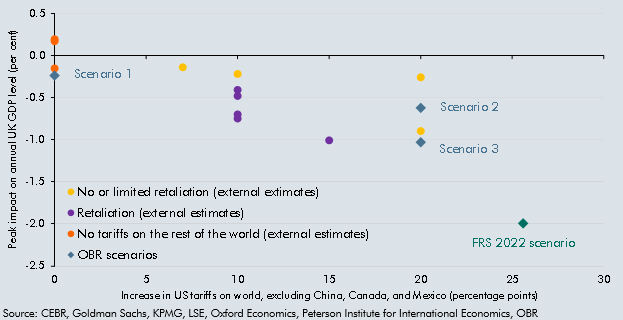 Peak impact on annual UK GDP level (per cent)
0.5
0.0
-0.5
-1.0
-1.5
-2.0
-2.5
Scenario 1
Scenario 2
Scenario 3
No or limited retaliation (external extimates)
Retaliation (external estimates)
No tariffs on the rest of the world (external estimates)
OBR scenarios
FRS 2022 scenario
0 5 10 15 20 25 30
Increase in US tariffs on world, excluding China, Canada, and Mexico (percentage points)
Source: CEBR, Goldman Sachs, KPMG, LSE, Oxford Economics, Peterson Institute for International Economics, OBR